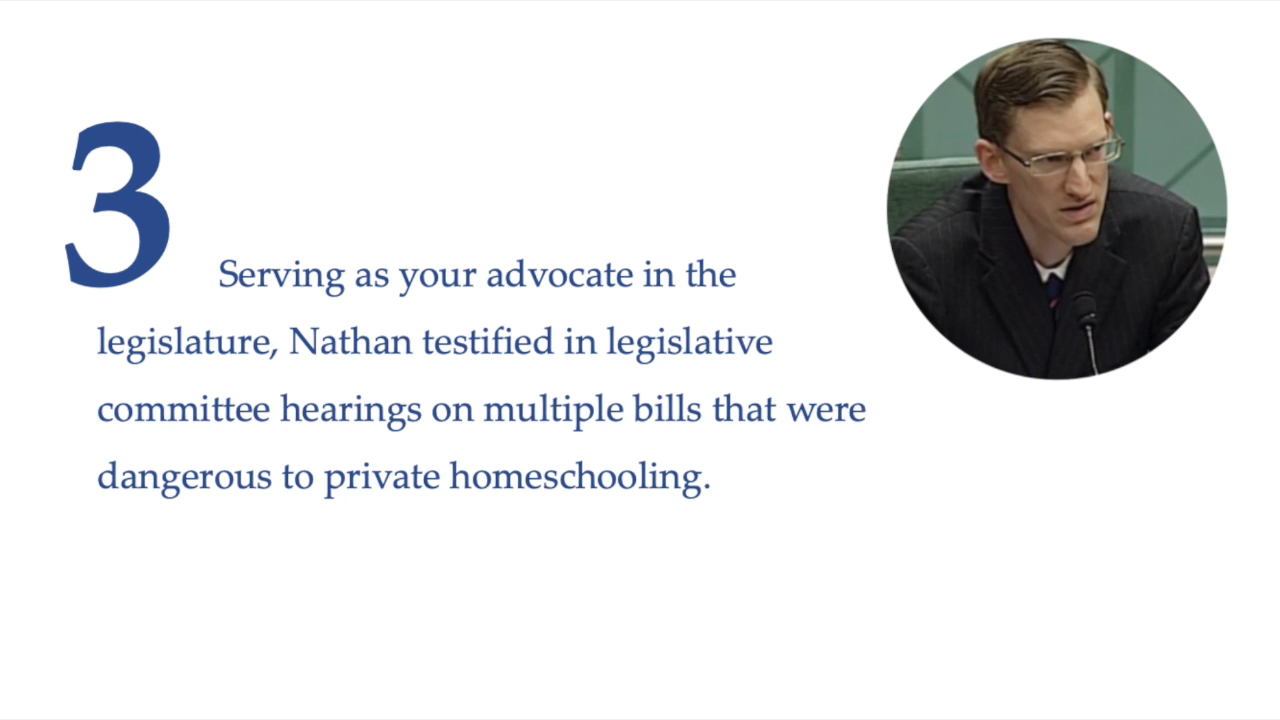 3
Serving as your advocate in the
legislature, Nathan testified in legislative
committee hearings on multiple bills that were
dangerous to private homeschooling.